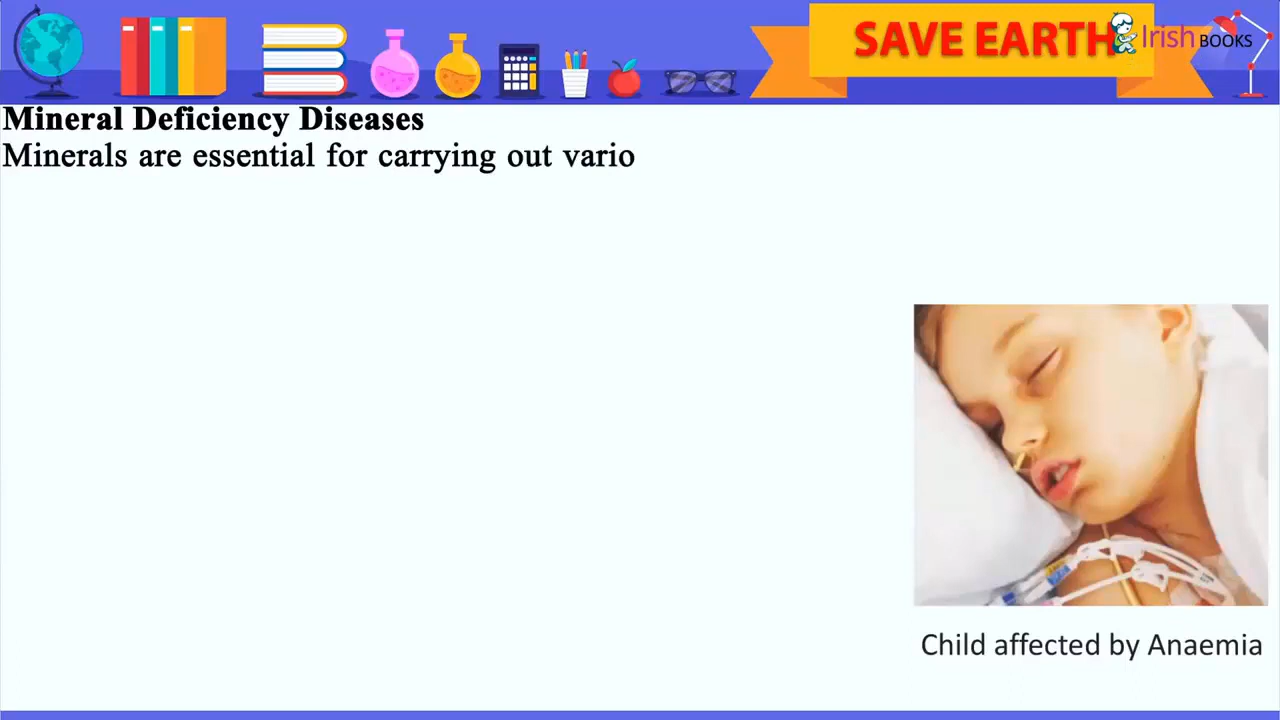 SAVE EARTH
Irish BOOKS
Mineral Deficiency Diseases
Minerals are essential for carrying out vario
Child affected by Anaemia